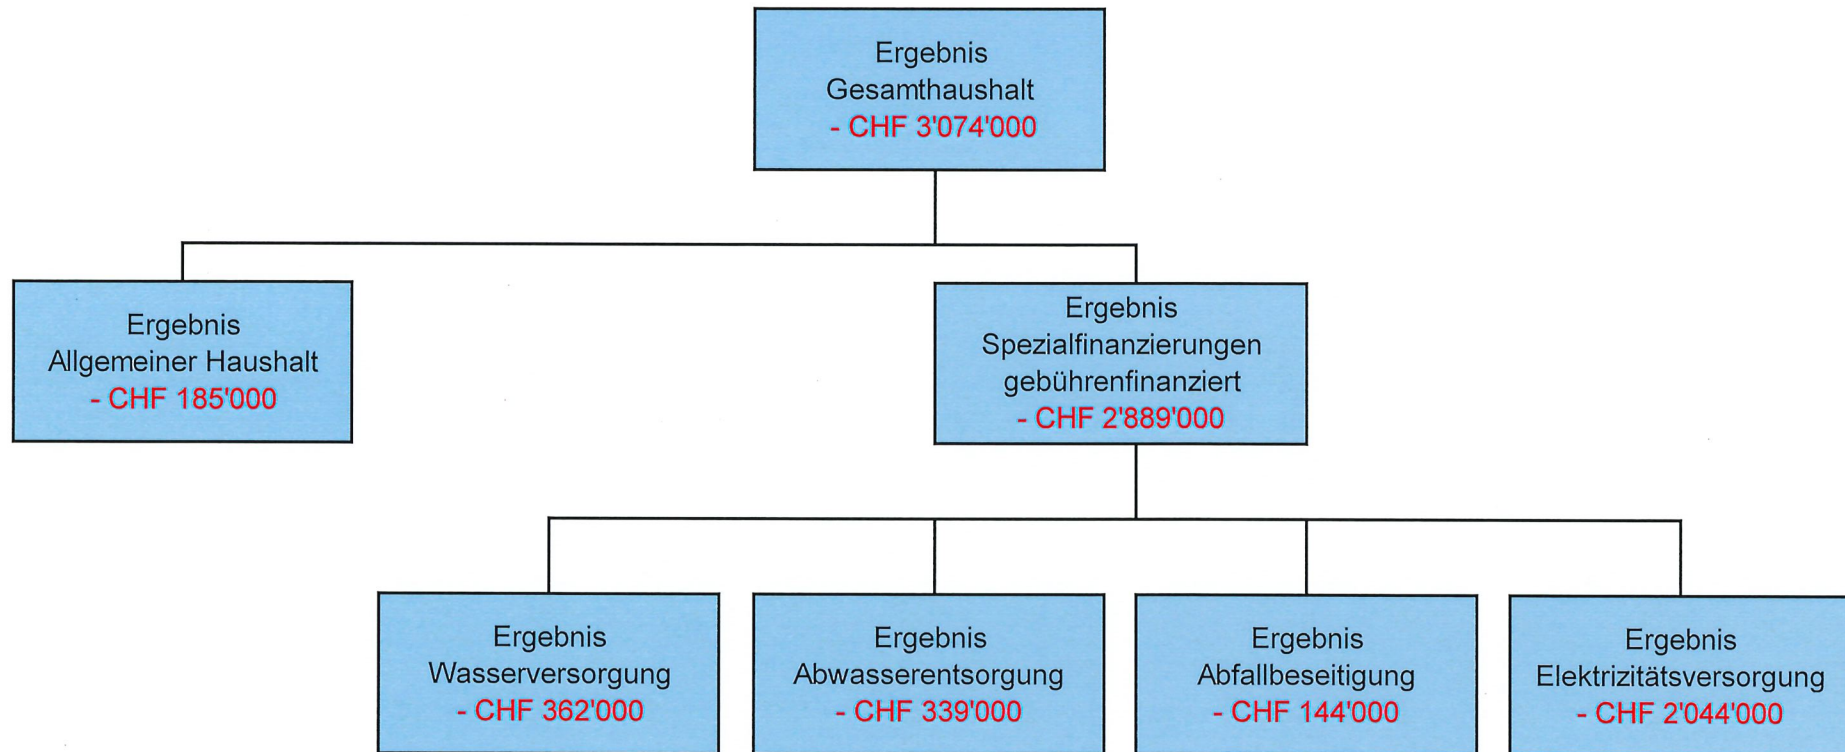 Ergebnis
Gesamthaushalt
- CHF 3'074'000
Ergebnis
Allgemeiner Haushalt
- CHF 185'000
Ergebnis
Spezialfinanzierungen
gebührenfinanziert
- CHF 2'889'000
Ergebnis
Wasserversorgung
- CHF 362'000
Ergebnis
Abwasserentsorgung
- CHF 339'000
Ergebnis
Abfallbeseitigung
- CHF 144'000
Ergebnis
Elektrizitätsversorgung
- CHF 2'044'000